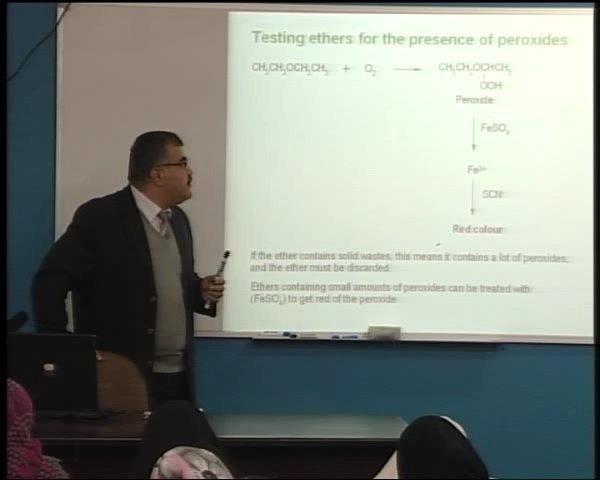 Testing ethers for the presence of peroxides
CH₃CH₂OCH₂CH₃ + O₂ → CH₃CH₂OCHCH₃
OOH
Peroxide
FeSO₄
Fe³⁺
SCN⁻
Red colour
If the ether contains solid wastes, this means it contains a lot of peroxides,
and the ether must be discarded
Ethers containing small amounts of peroxides can be treated with
(FeSO₄) to get red of the peroxide